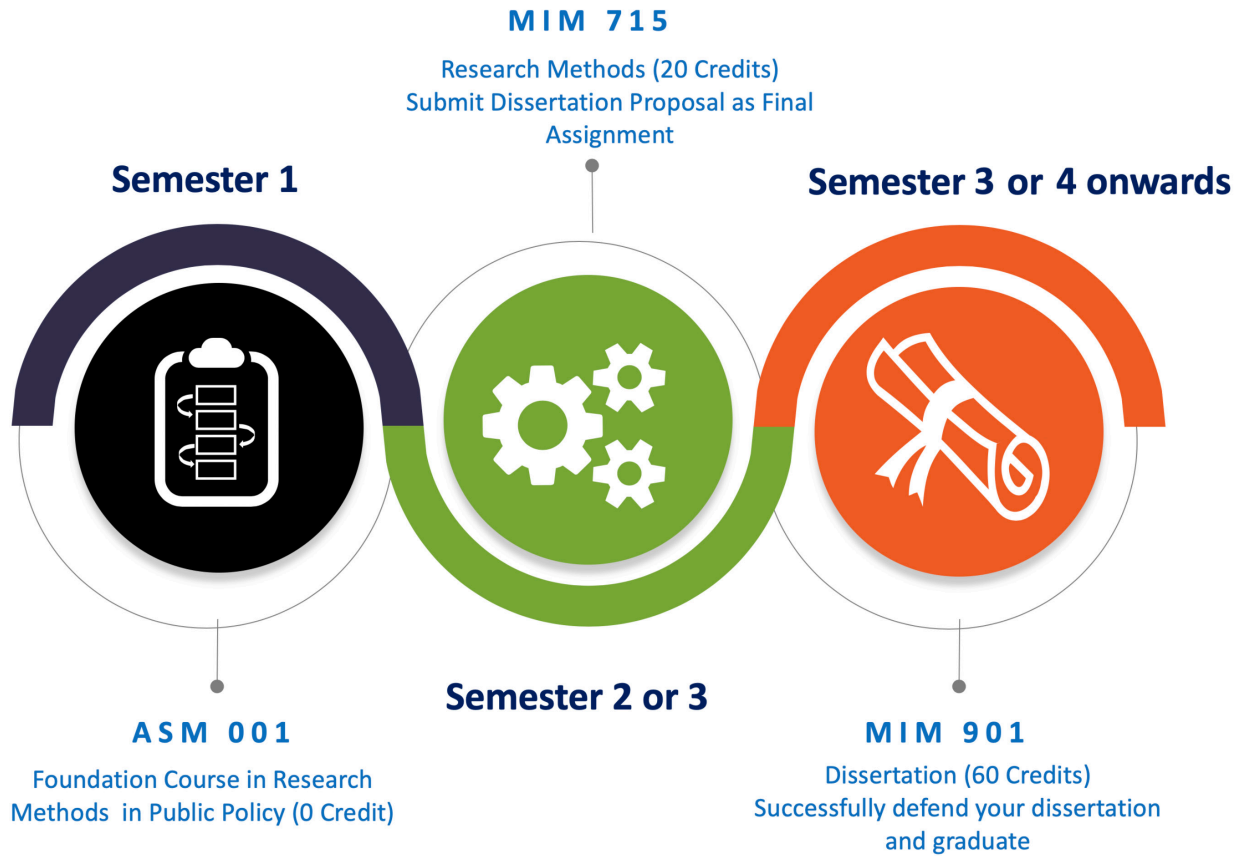 MIM 715
Research Methods (20 Credits)
Submit Dissertation Proposal as Final
Assignment
Semester 1
Semester 3 or 4 onwards
Semester 2 or 3
ASM 001
Foundation Course in Research
Methods in Public Policy (0 Credit)
MIM 901
Dissertation (60 Credits)
Successfully defend your dissertation
and graduate